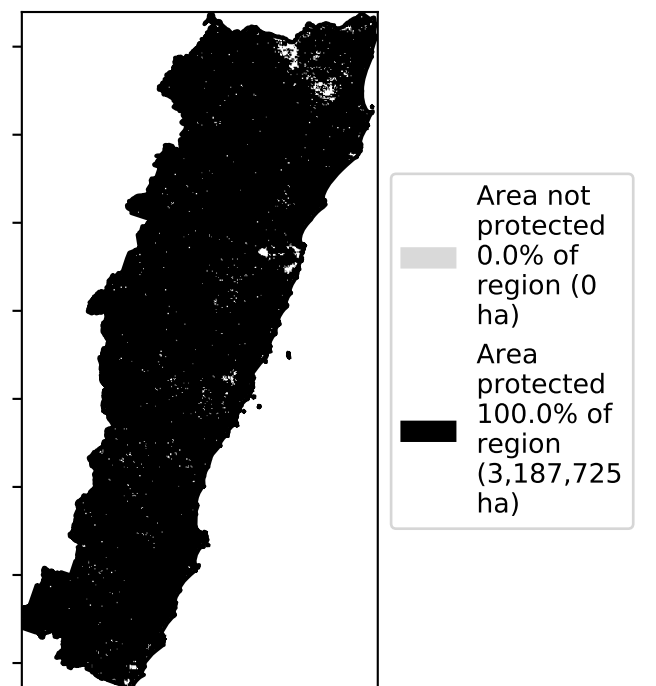 Area not
protected
0.0% of
region (0
ha)
Area
protected
100.0% of
region
(3,187,725
ha)